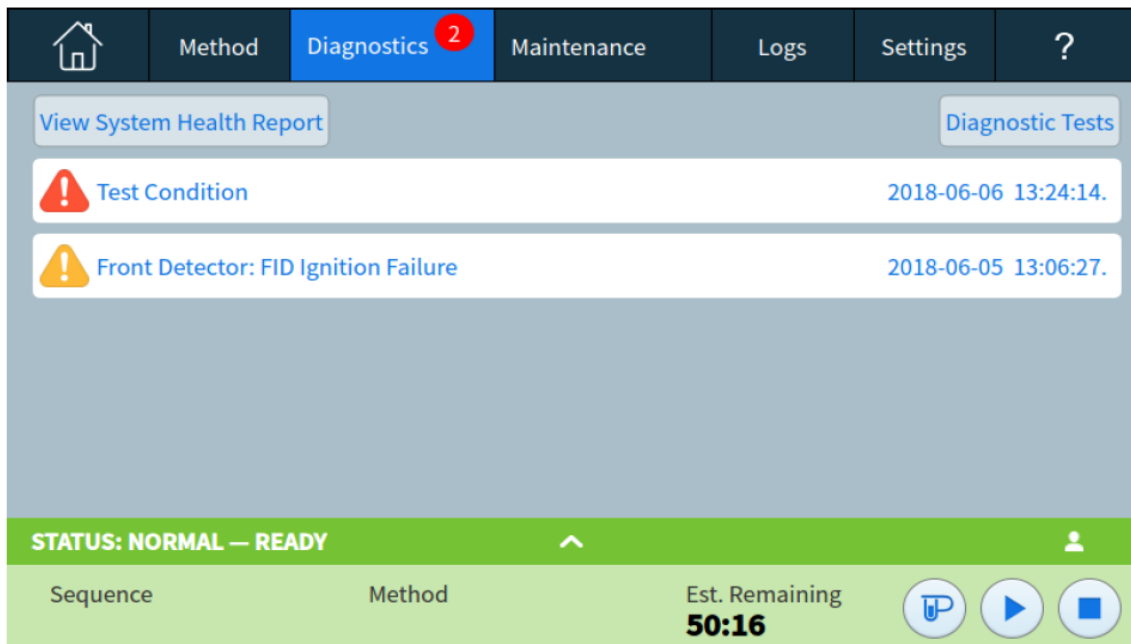 Method Diagnostics 2 Maintenance Logs Settings ?
View System Health Report Diagnostic Tests
Test Condition 2018-06-06 13:24:14.
Front Detector: FID Ignition Failure 2018-06-05 13:06:27.
STATUS: NORMAL — READY
Sequence Method Est. Remaining
50:16